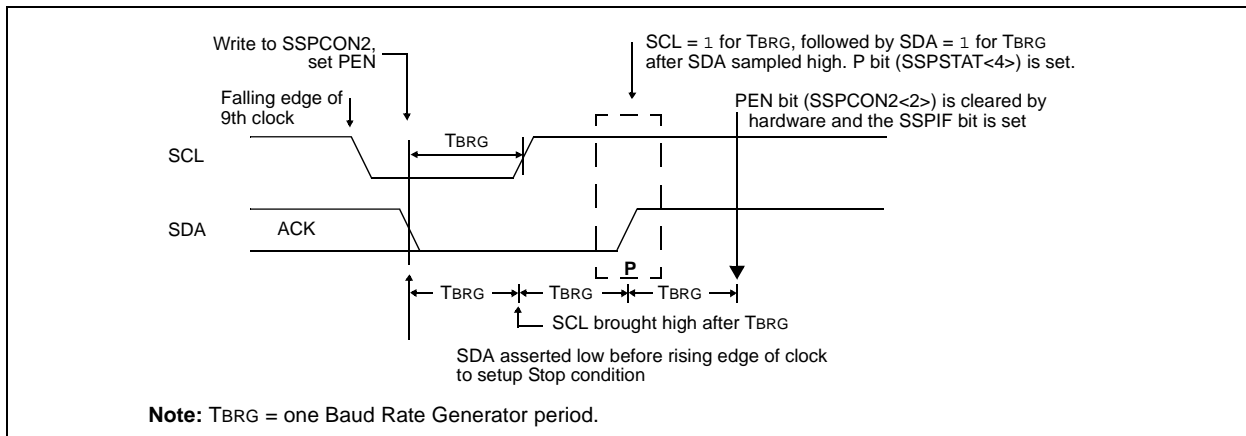 Write to SSPCON2,
set PEN
SCL = 1 for TBRG, followed by SDA = 1 for TBRG
after SDA sampled high. P bit (SSPSTAT<4>) is set.
Falling edge of
9th clock
PEN bit (SSPCON2<2>) is cleared by
hardware and the SSPIF bit is set
TBRG
SCL
SDA
ACK
P
TBRG
TBRG
TBRG
SCL brought high after TBRG
SDA asserted low before rising edge of clock
to setup Stop condition
Note: TBRG = one Baud Rate Generator period.